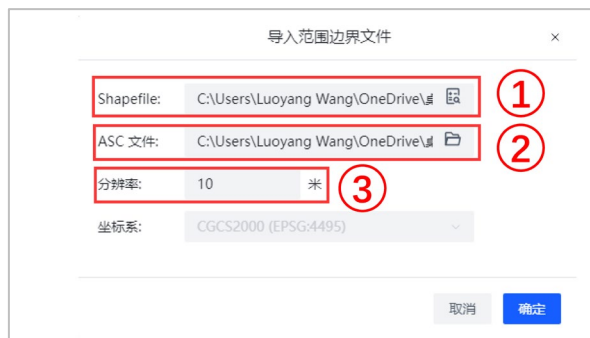 导入范围边界文件 ×
Shapefile: C:\Users\Luoyang Wang\OneDrive\ ①
ASC 文件: C:\Users\Luoyang Wang\OneDrive\ ②
分辨率: 10 米 ③
坐标系: CGCS2000 (EPSG:4495)
取消 确定